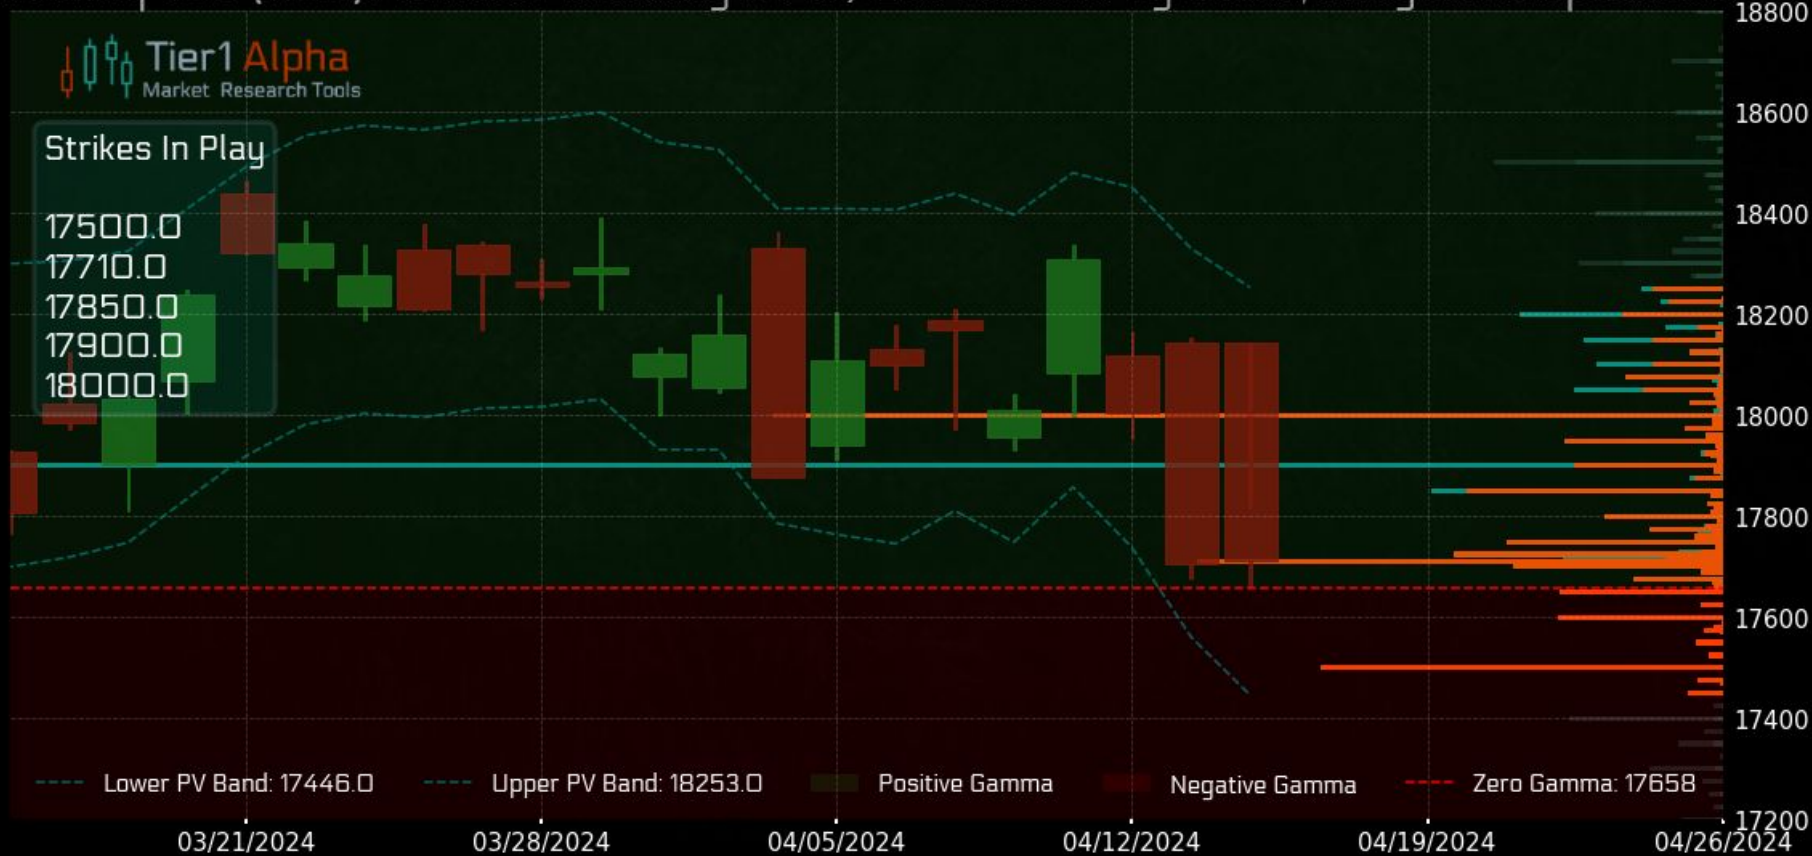 Tier1 Alpha
Market Research Tools
Strikes In Play
17500.0
17710.0
17850.0
17900.0
18000.0
18800
18600
18400
18200
18000
17800
17600
17400
17200
Lower PV Band: 17446.0
Upper PV Band: 18253.0
Positive Gamma
Negative Gamma
Zero Gamma: 17658
03/21/2024
03/28/2024
04/05/2024
04/12/2024
04/19/2024
04/26/2024